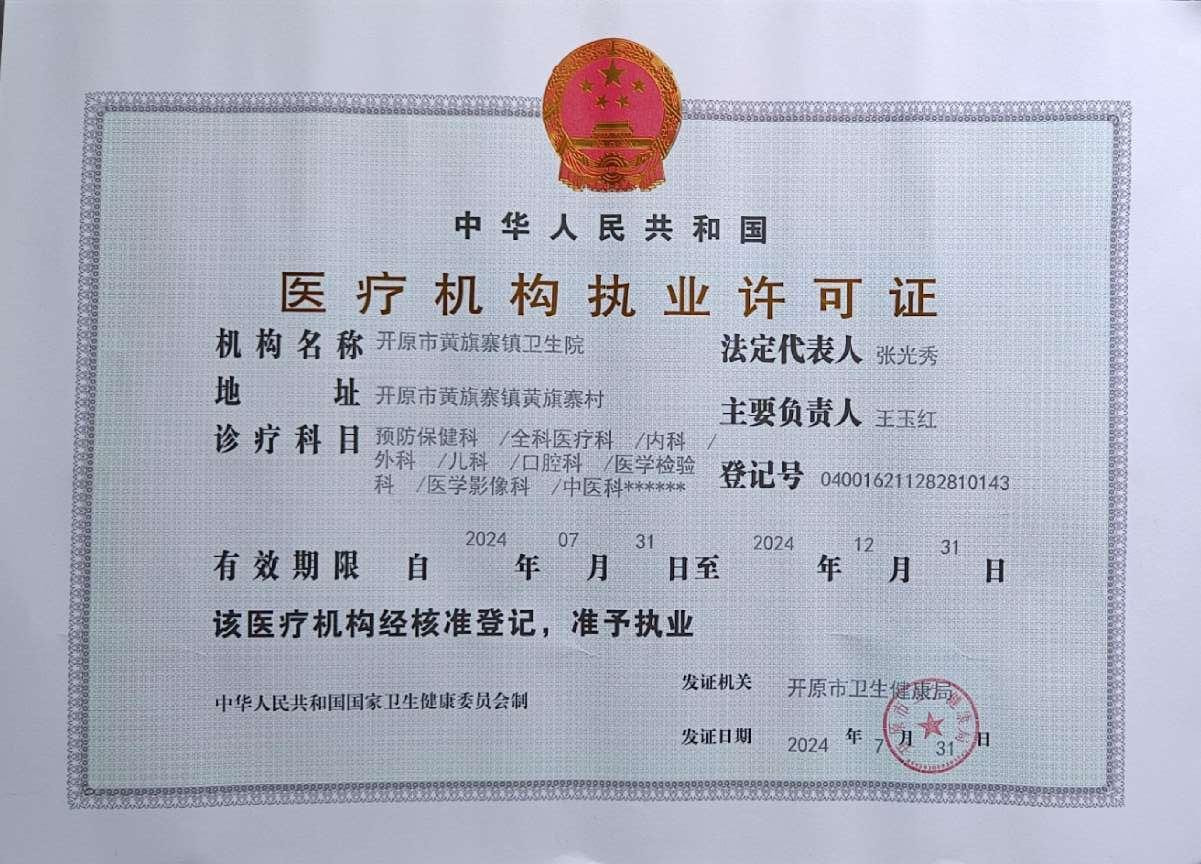 中华人民共和国
医疗机构执业许可证
机构名称 开原市黄旗寨镇卫生院
法定代表人 张光秀
地址 开原市黄旗寨镇黄旗寨村
主要负责人 王玉红
诊疗科目 预防保健科 /全科医疗科 /内科 /
外科 /儿科 /口腔科 /医学检验
科 /医学影像科 /中医科******
登记号 040016211282810143
有效期限 自 2024 年 07 月 31 日至 2024 年 12 月 31 日
该医疗机构经核准登记，准予执业
中华人民共和国国家卫生健康委员会制
发证机关 开原市卫生健康局
发证日期 2024 年 7 月 31 日